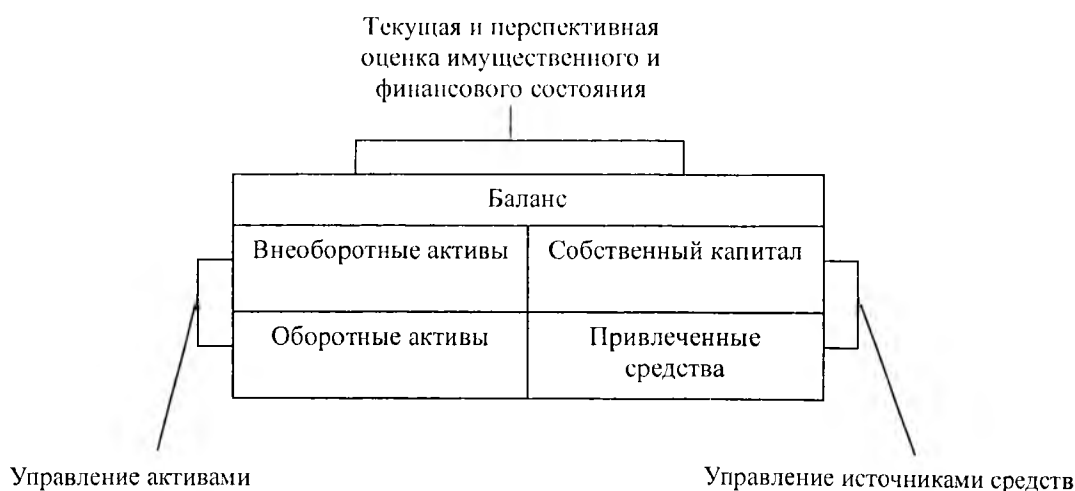 Текущая и перспективная
оценка имущественного и
финансового состояния
Баланс
Внеоборотные активы
Собственный капитал
Оборотные активы
Привлеченные
средства
Управление активами
Управление источниками средств